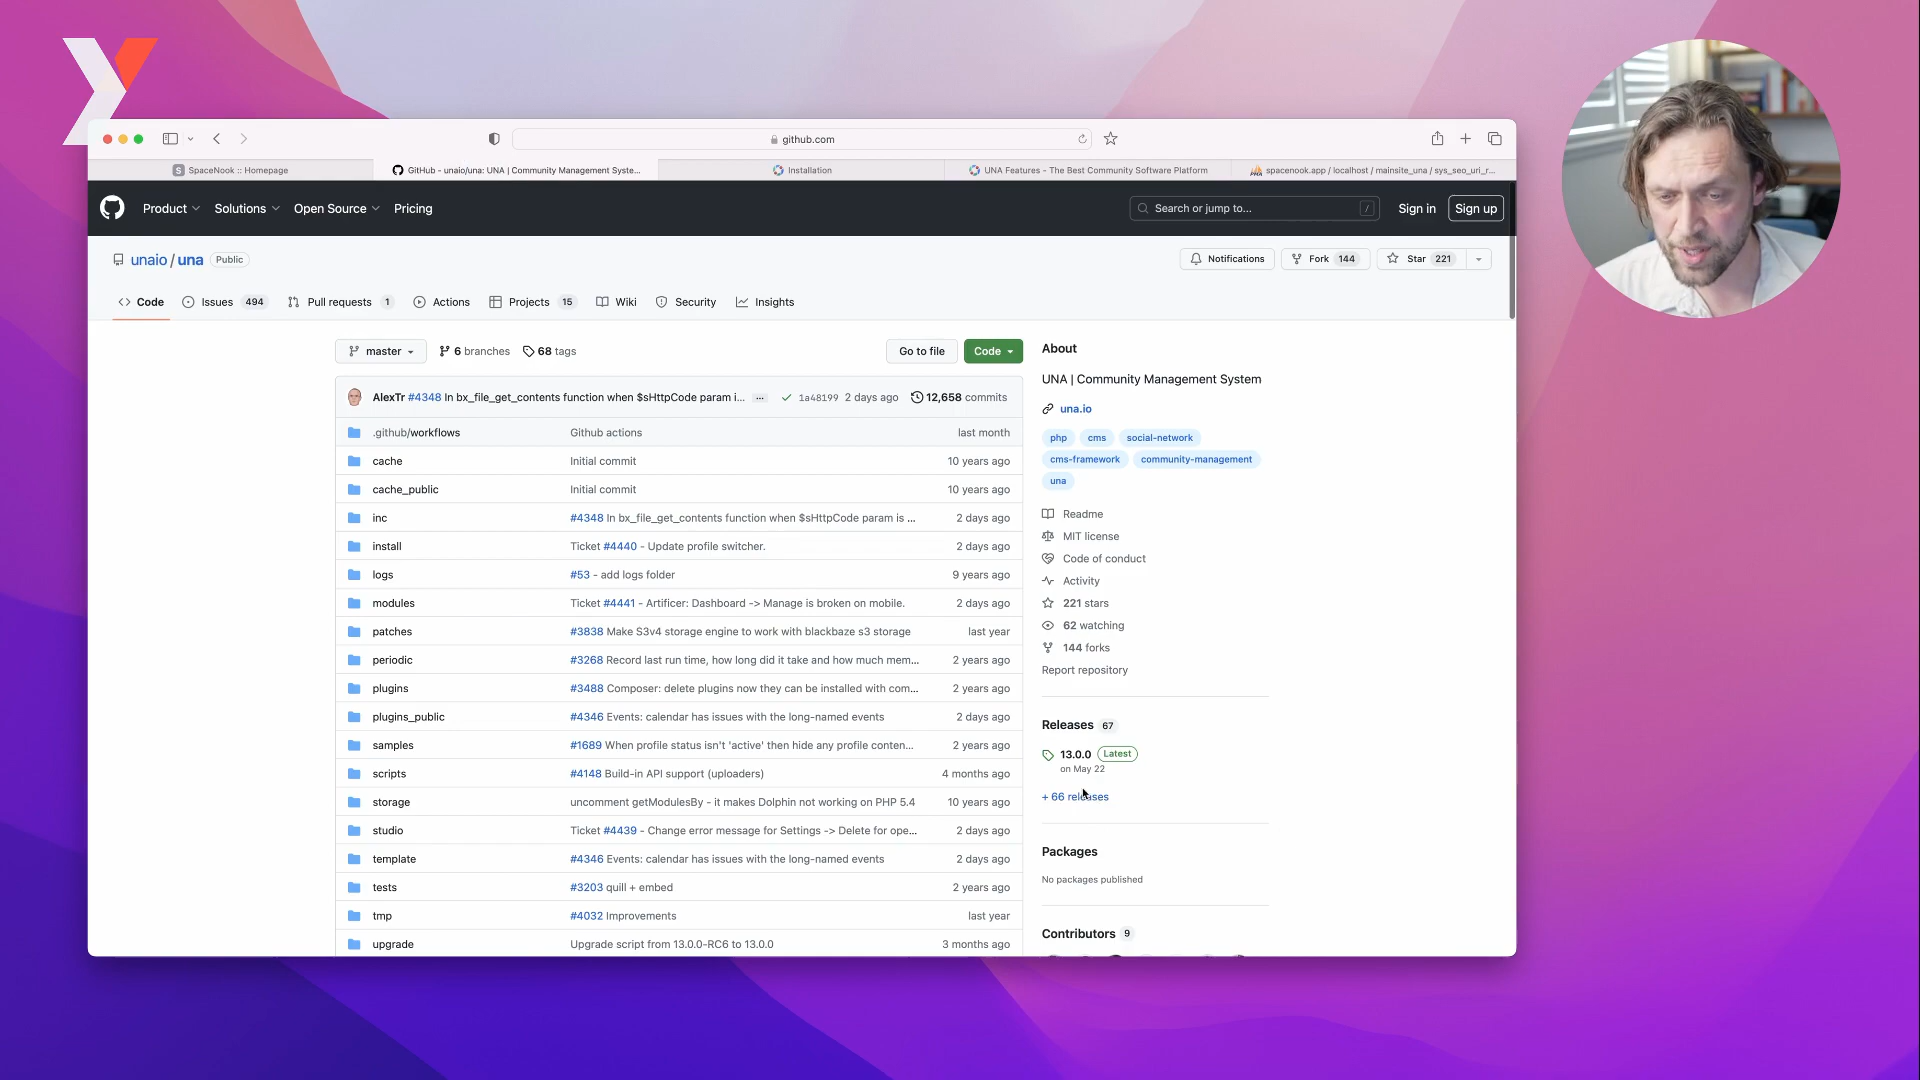 github.com
SpaceNook :: Homepage
GitHub - unaio/una: UNA | Community Management Syste...
Installation
UNA Features - The Best Community Software Platform
spacenook.app / localhost / mainsite_una / sys_seo_uri_r...
Product
Solutions
Open Source
Pricing
Search or jump to...
/
Sign in
Sign up
unaio / una
Public
Notifications
Fork 144
Star 221
Code
Issues 494
Pull requests 1
Actions
Projects 15
Wiki
Security
Insights
master
6 branches
68 tags
Go to file
Code
AlexTr #4348 In bx_file_get_contents function when $sHttpCode param i... ... 1a48199 2 days ago 12,658 commits
.github/workflows Github actions last month
cache Initial commit 10 years ago
cache_public Initial commit 10 years ago
inc #4348 In bx_file_get_contents function when $sHttpCode param is ... 2 days ago
install Ticket #4440 - Update profile switcher. 2 days ago
logs #53 - add logs folder 9 years ago
modules Ticket #4441 - Artificer: Dashboard -> Manage is broken on mobile. 2 days ago
patches #3838 Make S3v4 storage engine to work with blackbaze s3 storage last year
periodic #3268 Record last run time, how long did it take and how much mem... 2 years ago
plugins #3488 Composer: delete plugins now they can be installed with com... 2 years ago
plugins_public #4346 Events: calendar has issues with the long-named events 2 days ago
samples #1689 When profile status isn't 'active' then hide any profile conten... 2 years ago
scripts #4148 Build-in API support (uploaders) 4 months ago
storage uncomment getModulesBy - it makes Dolphin not working on PHP 5.4 10 years ago
studio Ticket #4439 - Change error message for Settings -> Delete for ope... 2 days ago
template #4346 Events: calendar has issues with the long-named events 2 days ago
tests #3203 quill + embed 2 years ago
tmp #4032 Improvements last year
upgrade Upgrade script from 13.0.0-RC6 to 13.0.0 3 months ago
About
UNA | Community Management System
una.io
php cms social-network
cms-framework community-management
una
Readme
MIT license
Code of conduct
Activity
221 stars
62 watching
144 forks
Report repository
Releases 67
13.0.0 Latest
on May 22
+ 66 releases
Packages
No packages published
Contributors 9